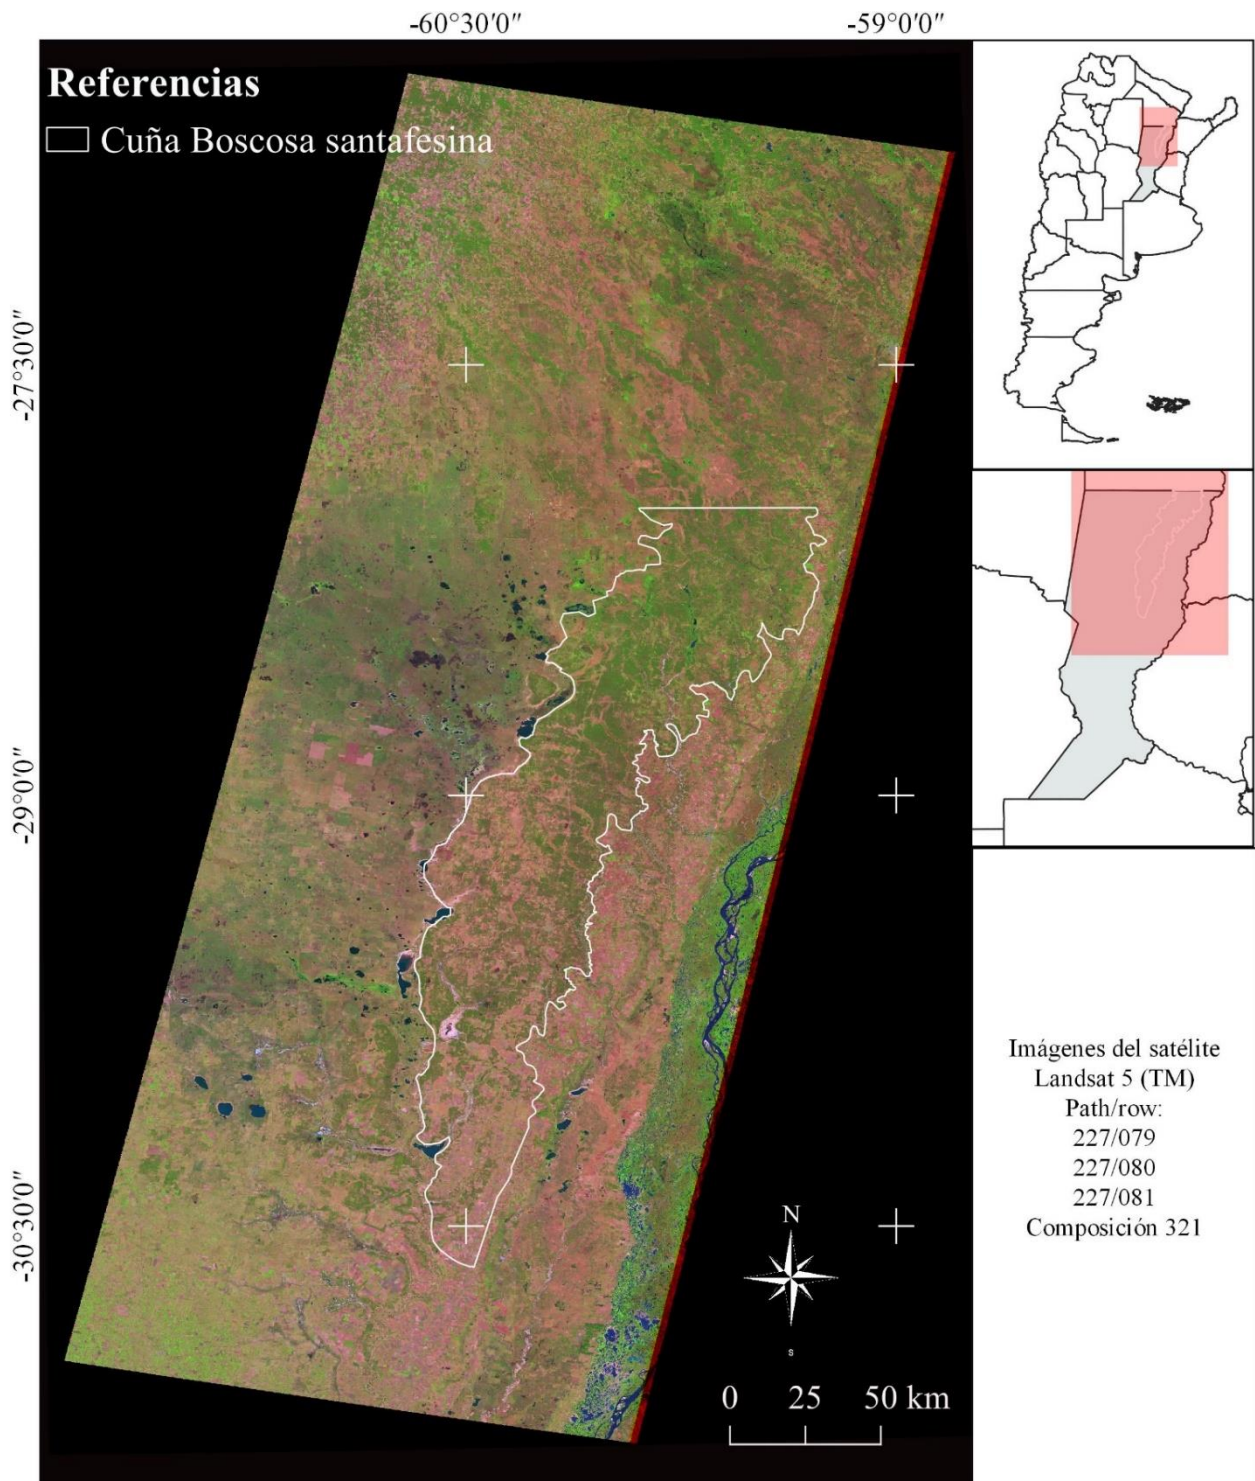 -60°30'0" -59°0'0"
Referencias
Cuña Boscosa santafesina
-27°30'0"
-29°0'0"
-30°30'0"
Imágenes del satélite
Landsat 5 (TM)
Path/row:
227/079
227/080
227/081
Composición 321
N
s
0 25 50 km